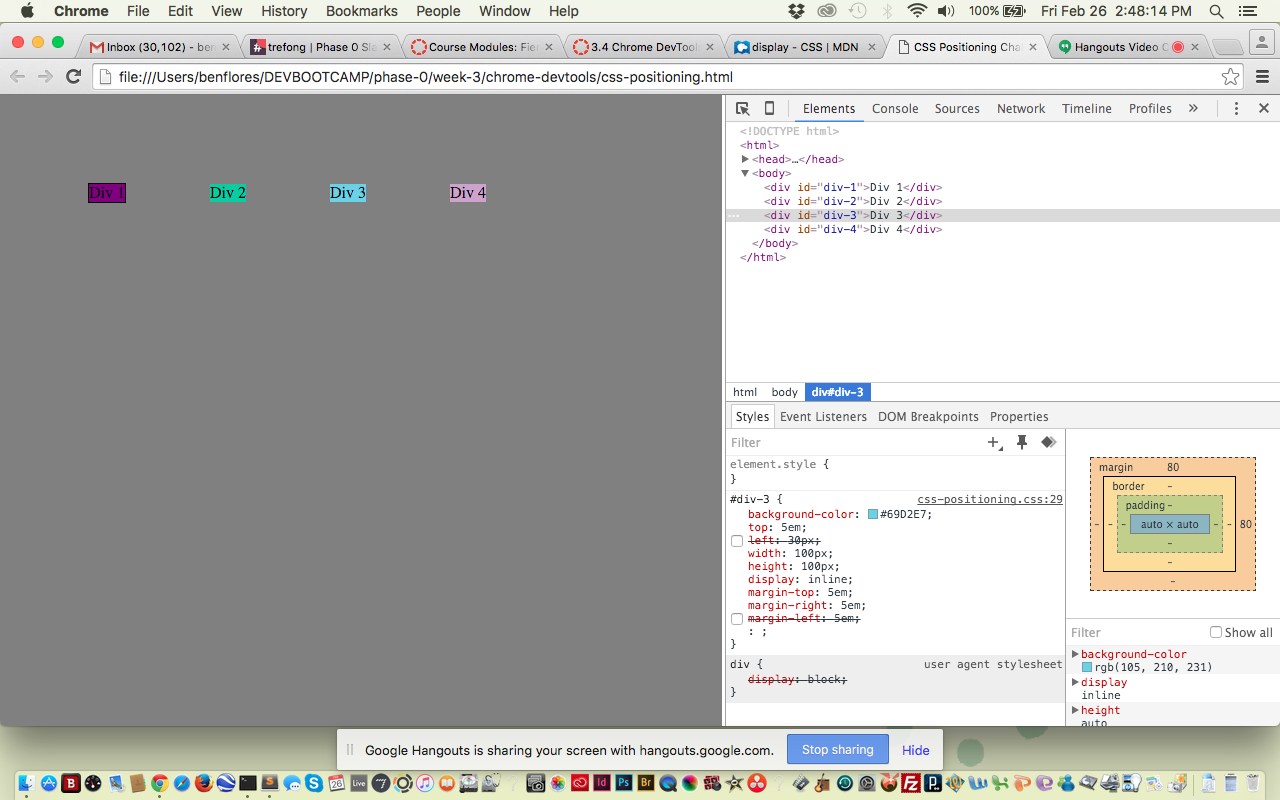 Chrome File Edit View History Bookmarks People Window Help 100% Fri Feb 26 2:48:14 PM
Inbox (30,102) - ben × trefong | Phase 0 Sla × Course Modules: Fier × 3.4 Chrome DevTool × display - CSS | MDN × CSS Positioning Cha × Hangouts Video C ×
file:///Users/benflores/DEVBOOTCAMP/phase-0/week-3/chrome-devtools/css-positioning.html
Div 1 Div 2 Div 3 Div 4
Elements Console Sources Network Timeline Profiles »
<!DOCTYPE html>
<html>
<head>…</head>
<body>
<div id="div-1">Div 1</div>
<div id="div-2">Div 2</div>
<div id="div-3">Div 3</div>
<div id="div-4">Div 4</div>
</body>
</html>
html body div#div-3
Styles Event Listeners DOM Breakpoints Properties
Filter
element.style {
}
#div-3 { css-positioning.css:29
background-color: #69D2E7;
top: 5em;
left: 30px;
width: 100px;
height: 100px;
display: inline;
margin-top: 5em;
margin-right: 5em;
margin-left: 5em;
: ;
}
div { user agent stylesheet
display: block;
}
margin 80
border -
padding -
- - - auto × auto - - 80
-
-
-
Filter Show all
background-color
rgb(105, 210, 231)
display
inline
height
auto
Google Hangouts is sharing your screen with hangouts.google.com. Stop sharing Hide
26 Live Id Ps Br FZ P